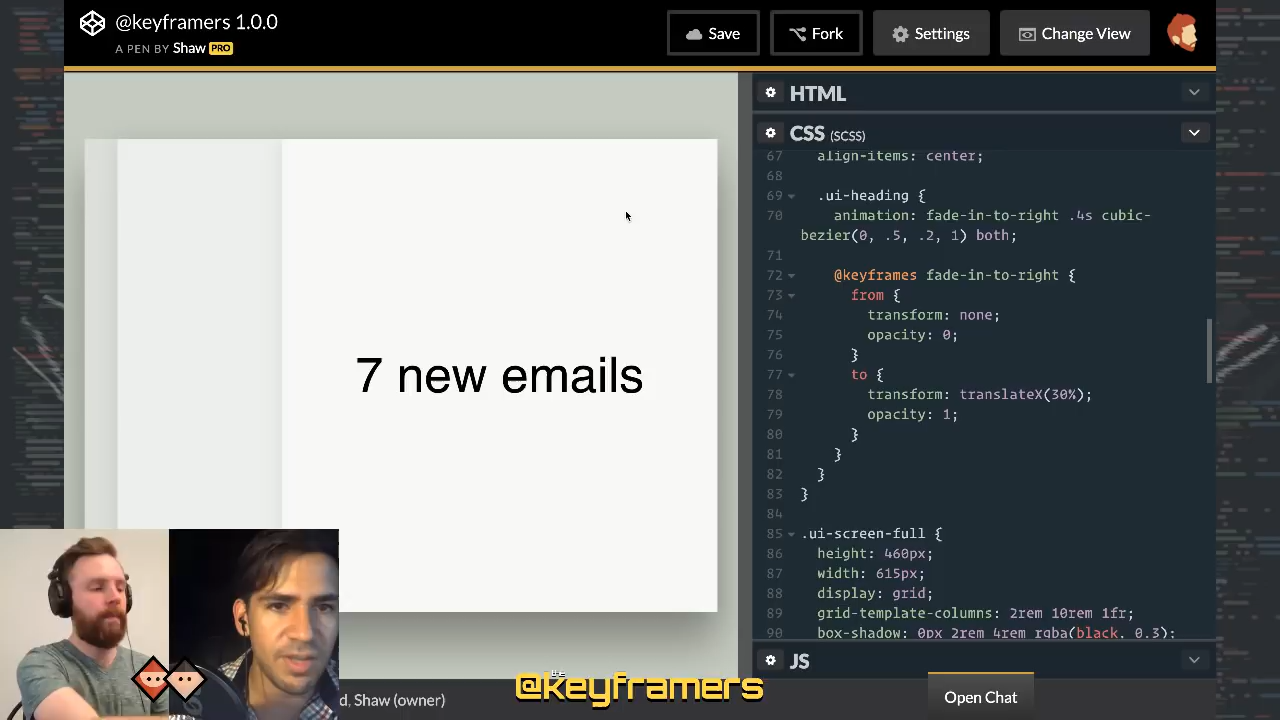 @keyframers 1.0.0
A PEN BY Shaw PRO
Save
Fork
Settings
Change View
7 new emails
HTML
CSS (SCSS)
67 align-items: center;
68
69 .ui-heading {
70 animation: fade-in-to-right .4s cubic-
bezier(0, .5, .2, 1) both;
71
72 @keyframes fade-in-to-right {
73 from {
74 transform: none;
75 opacity: 0;
76 }
77 to {
78 transform: translateX(30%);
79 opacity: 1;
80 }
81 }
82 }
83 }
84
85 .ui-screen-full {
86 height: 460px;
87 width: 615px;
88 display: grid;
89 grid-template-columns: 2rem 10rem 1fr;
90 box-shadow: 0px 2rem 4rem rgba(black, 0.3);
JS
d, Shaw (owner)
the
@keyframers
Open Chat